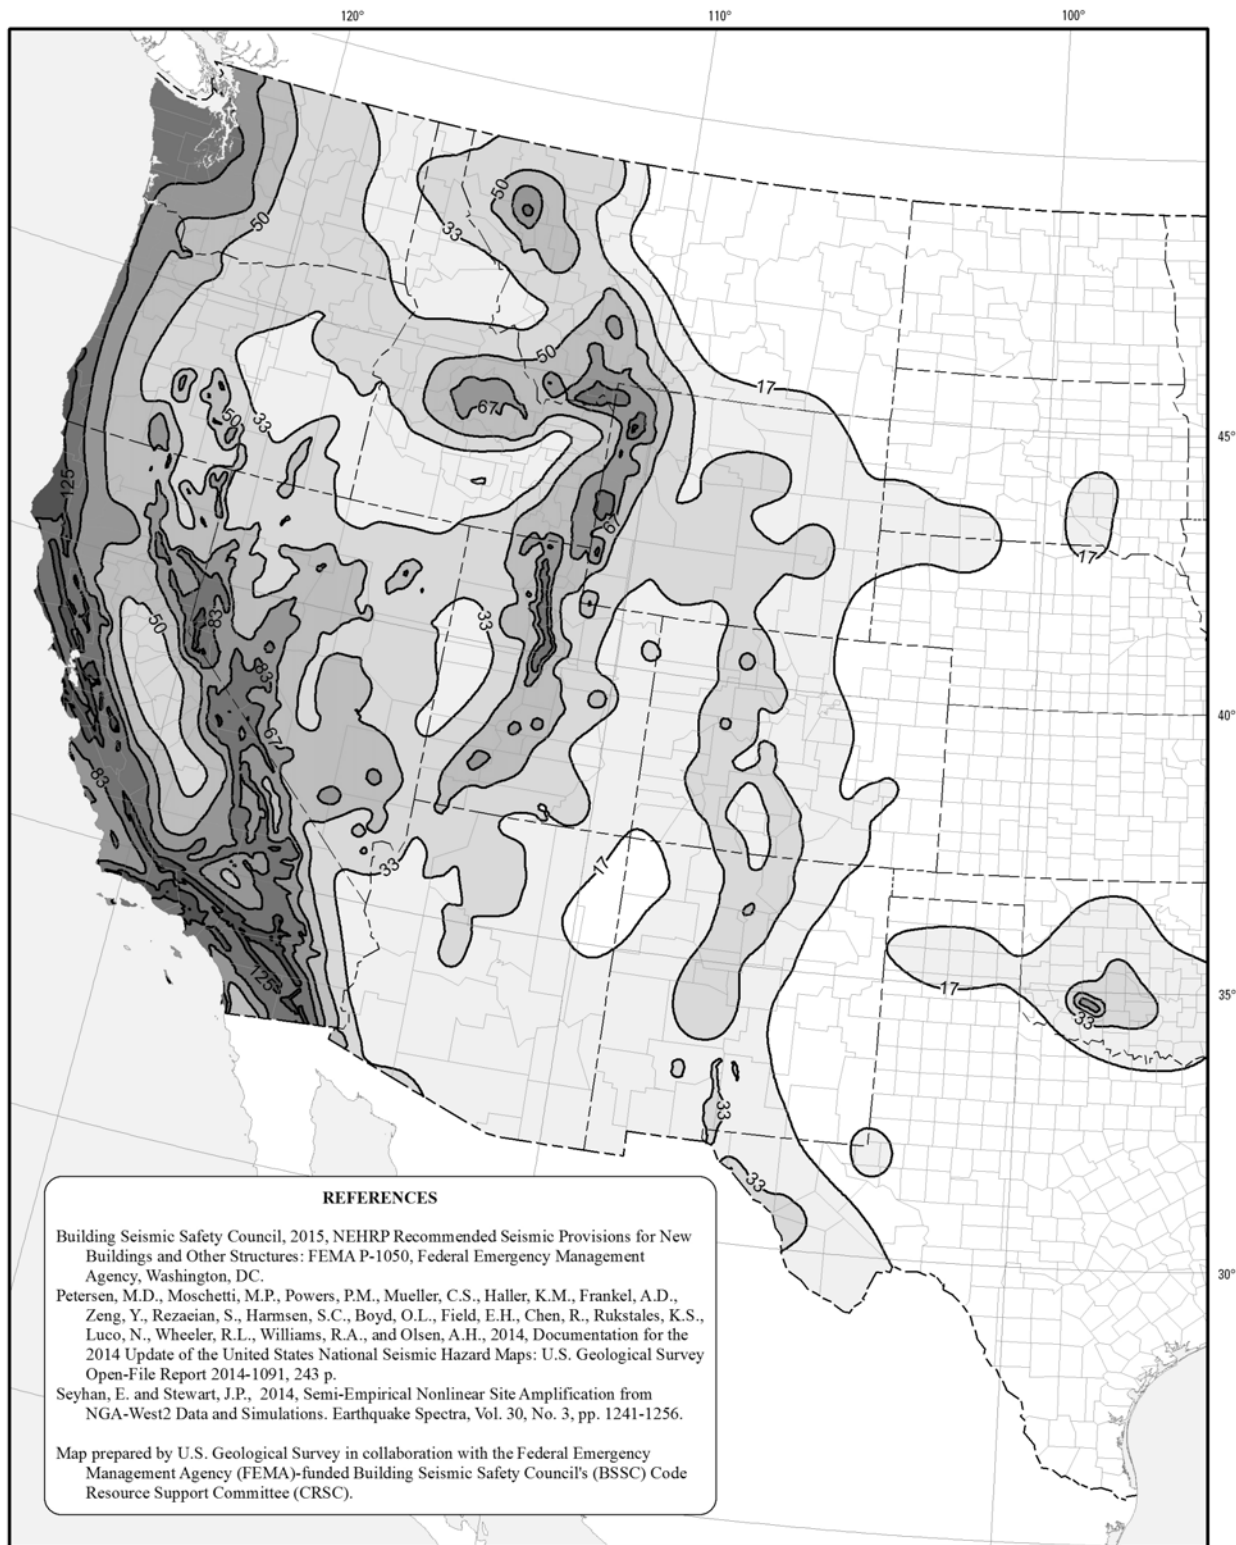 120°
110°
100°
50
50
33
50
17
67
50
33
45°
125
67
17
50
83
33
83
40°
67
83
17
33
17
35°
125
33
33
33
30°
REFERENCES
Building Seismic Safety Council, 2015, NEHRP Recommended Seismic Provisions for New
Buildings and Other Structures: FEMA P-1050, Federal Emergency Management
Agency, Washington, DC.
Petersen, M.D., Moschetti, M.P., Powers, P.M., Mueller, C.S., Haller, K.M., Frankel, A.D.,
Zeng, Y., Rezaeian, S., Harmsen, S.C., Boyd, O.L., Field, E.H., Chen, R., Rukstales, K.S.,
Luco, N., Wheeler, R.L., Williams, R.A., and Olsen, A.H., 2014, Documentation for the
2014 Update of the United States National Seismic Hazard Maps: U.S. Geological Survey
Open-File Report 2014-1091, 243 p.
Seyhan, E. and Stewart, J.P., 2014, Semi-Empirical Nonlinear Site Amplification from
NGA-West2 Data and Simulations. Earthquake Spectra, Vol. 30, No. 3, pp. 1241-1256.
Map prepared by U.S. Geological Survey in collaboration with the Federal Emergency
Management Agency (FEMA)-funded Building Seismic Safety Council's (BSSC) Code
Resource Support Committee (CRSC).